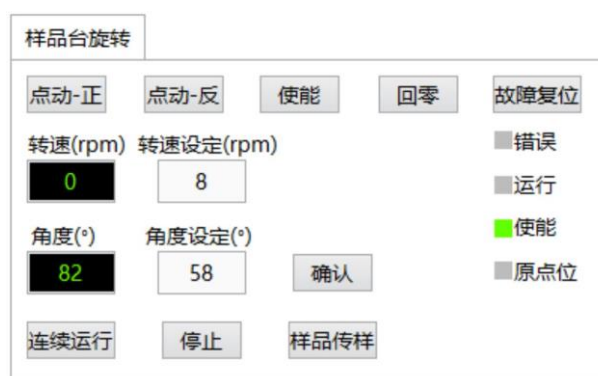 样品台旋转
点动-正 点动-反 使能 回零 故障复位
转速(rpm) 转速设定(rpm) 错误
0 8 运行
角度(°) 角度设定(°) 使能
82 58 确认 原点位
连续运行 停止 样品传样